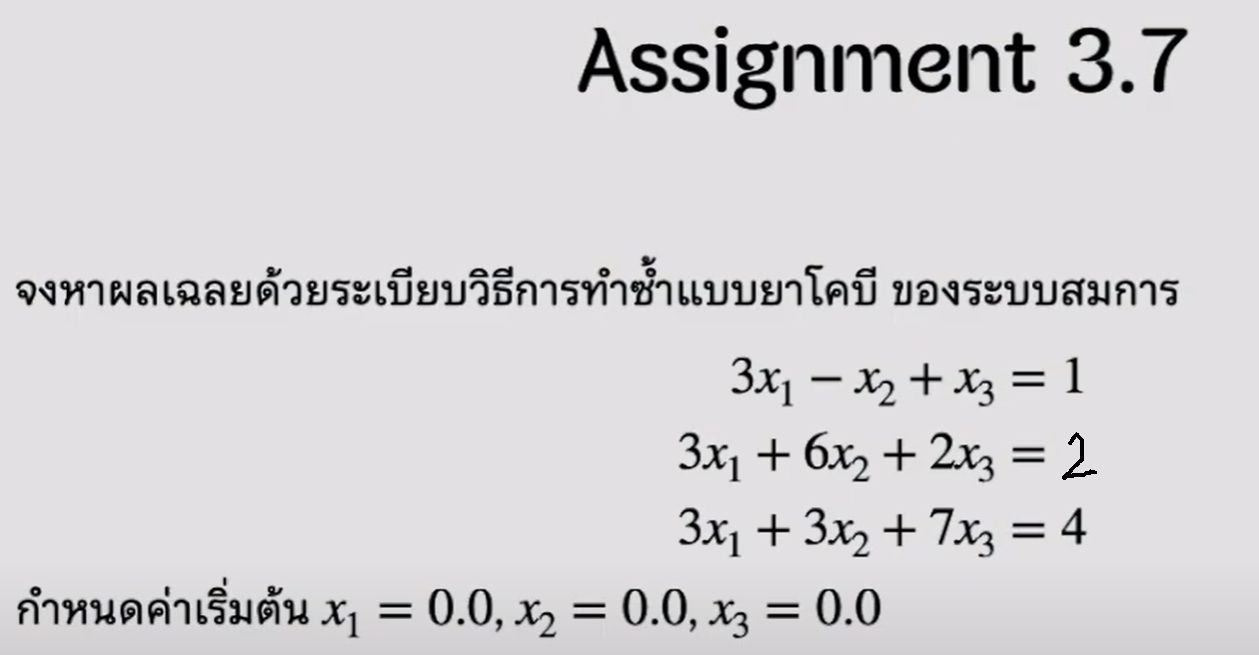 Assignment 3.7
จงหาผลเฉลยด้วยระเบียบวิธีการทำซ้ำแบบยาโคบี ของระบบสมการ
3x₁ − x₂ + x₃ = 1
3x₁ + 6x₂ + 2x₃ = 2
3x₁ + 3x₂ + 7x₃ = 4
กำหนดค่าเริ่มต้น x₁ = 0.0, x₂ = 0.0, x₃ = 0.0